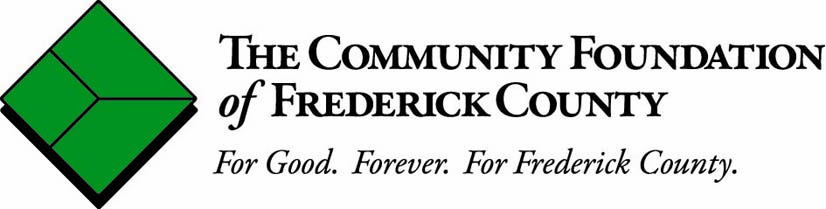 The Community Foundation
of Frederick County
For Good. Forever. For Frederick County.